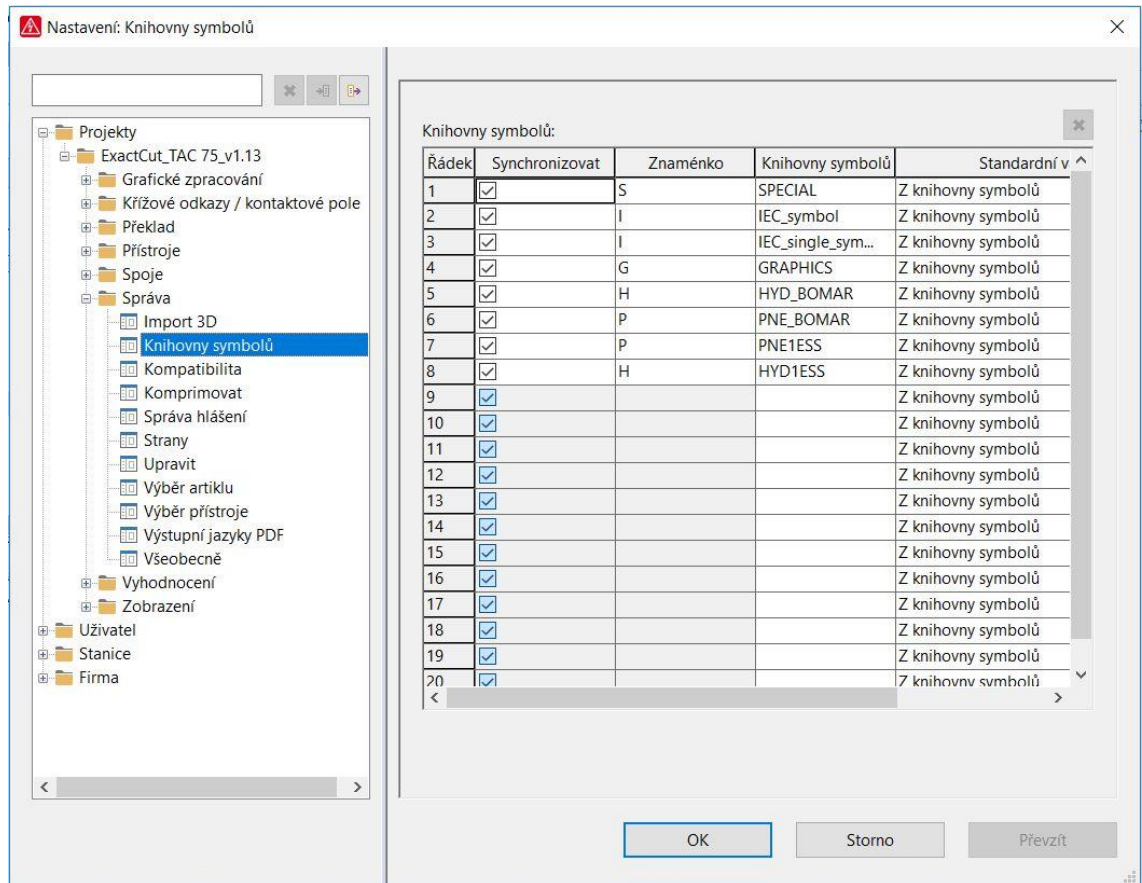 Nastavení: Knihovny symbolů
Projekty
ExactCut_TAC 75_v1.13
Grafické zpracování
Křížové odkazy / kontaktové pole
Překlad
Přístroje
Spoje
Správa
Import 3D
Knihovny symbolů
Kompatibilita
Komprimovat
Správa hlášení
Strany
Upravit
Výběr artiklu
Výběr přístroje
Výstupní jazyky PDF
Všeobecně
Vyhodnocení
Zobrazení
Uživatel
Stanice
Firma
Knihovny symbolů:
Řádek Synchronizovat Znaménko Knihovny symbolů Standardní v
1 S SPECIAL Z knihovny symbolů
2 I IEC_symbol Z knihovny symbolů
3 I IEC_single_sym... Z knihovny symbolů
4 G GRAPHICS Z knihovny symbolů
5 H HYD_BOMAR Z knihovny symbolů
6 P PNE_BOMAR Z knihovny symbolů
7 P PNE1ESS Z knihovny symbolů
8 H HYD1ESS Z knihovny symbolů
9 Z knihovny symbolů
10 Z knihovny symbolů
11 Z knihovny symbolů
12 Z knihovny symbolů
13 Z knihovny symbolů
14 Z knihovny symbolů
15 Z knihovny symbolů
16 Z knihovny symbolů
17 Z knihovny symbolů
18 Z knihovny symbolů
19 Z knihovny symbolů
20 Z knihovny symbolů
OK Storno Převzít